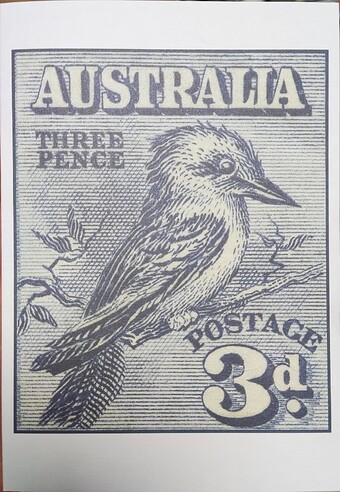 AUSTRALIA
THREE
PENCE
POSTAGE
3d.